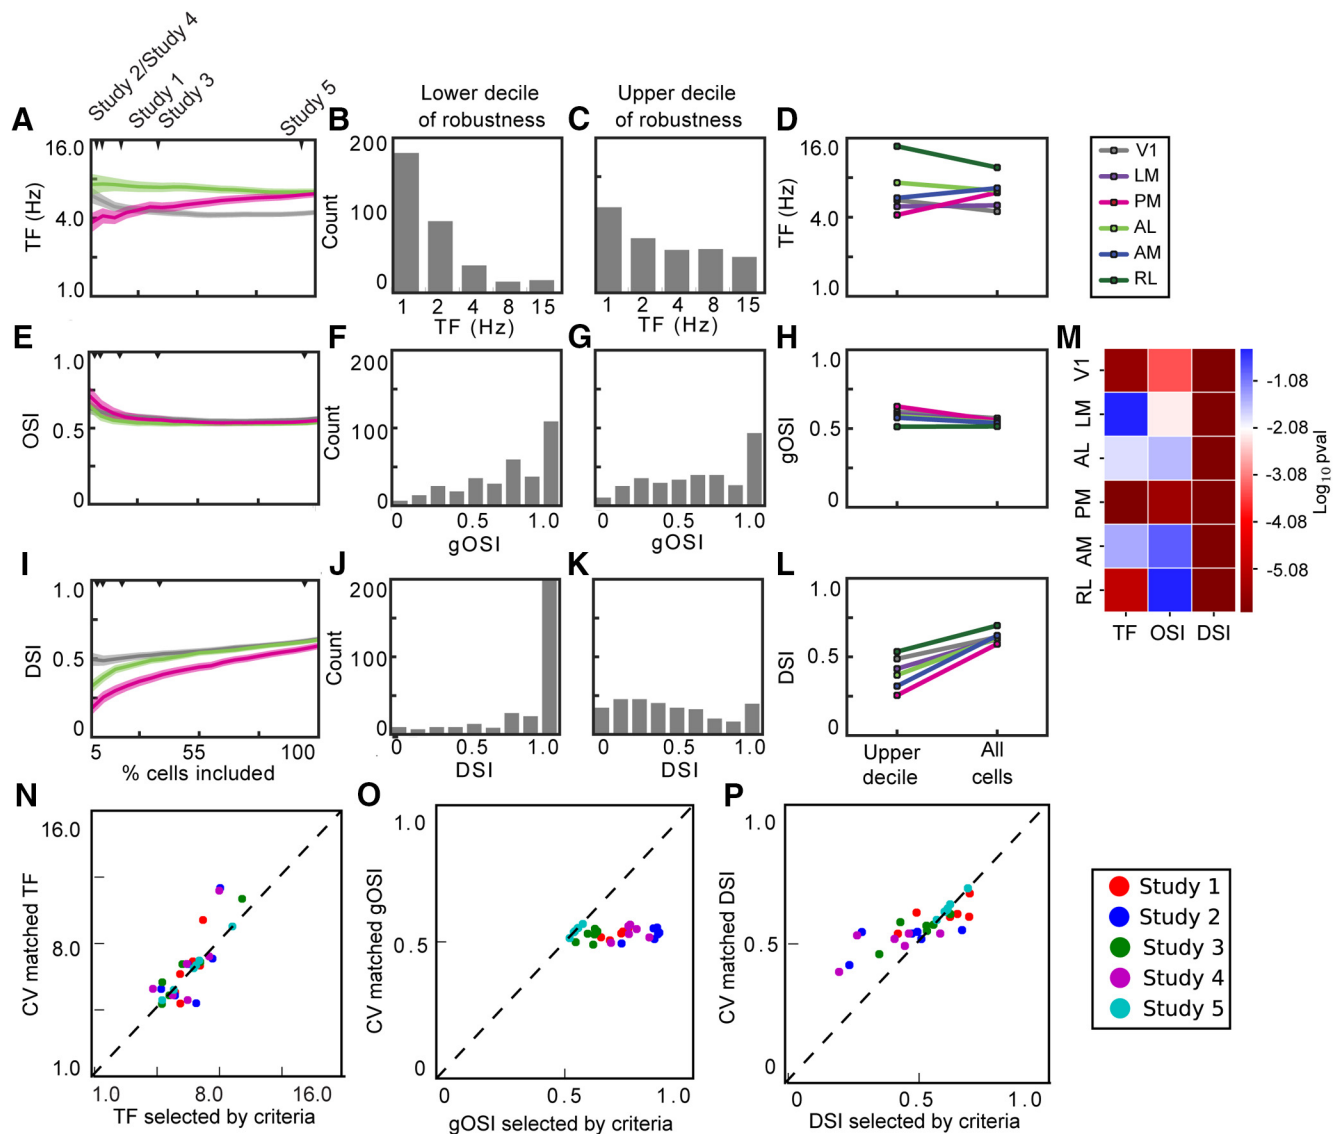 Study 2/Study 4
Study 1
Study 3
Study 5
Lower decile
of robustness
Upper decile
of robustness
A
B
C
D
16.0
4.0
1.0
TF (Hz)
200
100
0
Count
1 2 4 8 15
TF (Hz)
1 2 4 8 15
TF (Hz)
16.0
4.0
1.0
TF (Hz)
V1
LM
PM
AL
AM
RL
E
F
G
H
M
1.0
0.5
0
OSI
200
100
0
Count
0 0.5 1.0
gOSI
0 0.5 1.0
gOSI
1.0
0.5
0
gOSI
V1
LM
AL
PM
AM
RL
TF OSI DSI
-1.08
-2.08
-3.08
-4.08
-5.08
Log10 pval
I
J
K
L
1.0
0.5
0
DSI
5 55 100
% cells included
200
100
0
Count
0 0.5 1.0
DSI
0 0.5 1.0
DSI
1.0
0.5
0
DSI
Upper
decile
All
cells
N
O
P
16.0
8.0
1.0
CV matched TF
1.0 8.0 16.0
TF selected by criteria
1.0
0.5
0
CV matched gOSI
0 0.5 1.0
gOSI selected by criteria
1.0
0.5
0
CV matched DSI
0 0.5 1.0
DSI selected by criteria
Study 1
Study 2
Study 3
Study 4
Study 5